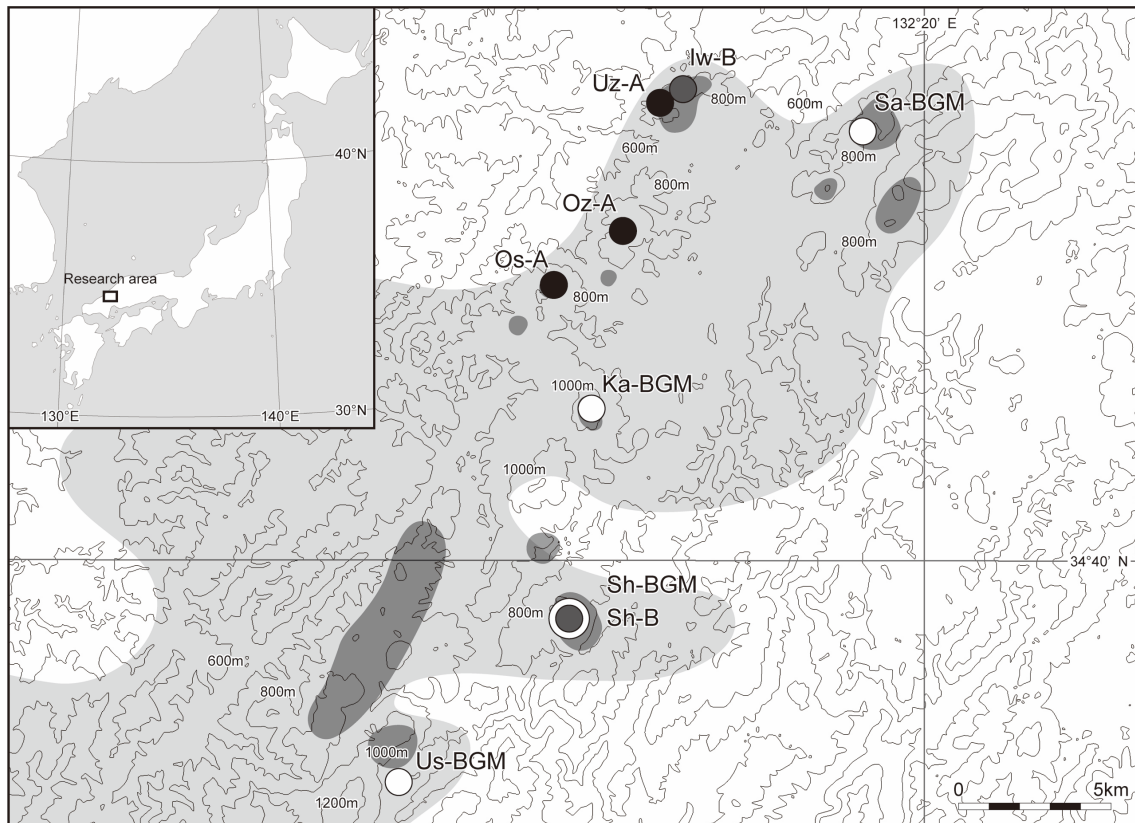 132°20' E
Iw-B
Uz-A
800m
600m
Sa-BGM
40°N
600m
800m
800m
Oz-A
800m
Os-A
Research area
800m
1000m
Ka-BGM
130°E
140°E
30°N
1000m
34°40' N
Sh-BGM
800m
Sh-B
600m
800m
1000m
Us-BGM
1200m
0
5km